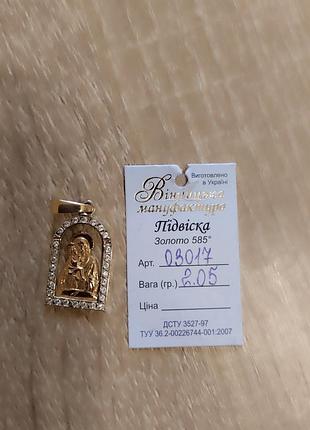 Виготовлено
в Україні
Вінницька
мануфактура
Підвіска
Золото 585°
Арт. 03017
Вага (гр.) 2.05
Ціна
ДСТУ 3527-97
ТУУ 36.2-00226744-001:2007